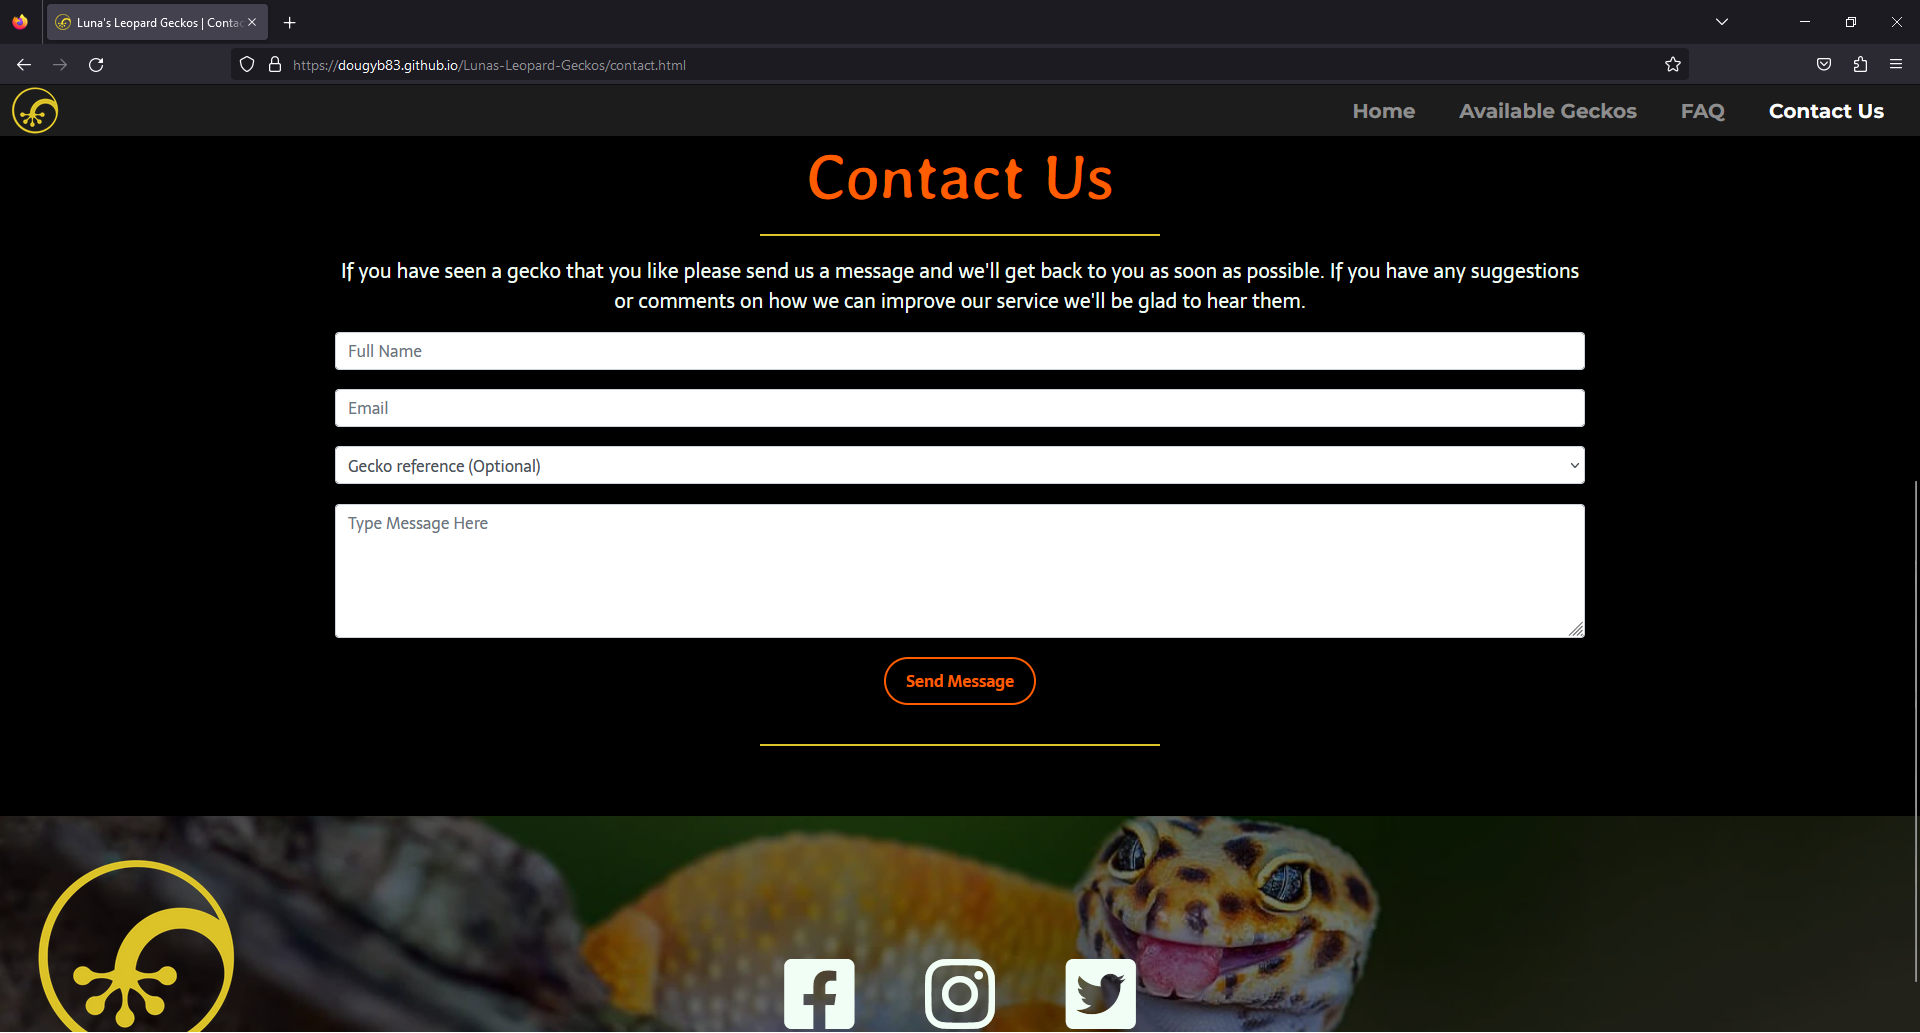 Luna's Leopard Geckos | Conta
https://dougyb83.github.io/Lunas-Leopard-Geckos/contact.html
Home Available Geckos FAQ Contact Us
Contact Us
If you have seen a gecko that you like please send us a message and we'll get back to you as soon as possible. If you have any suggestions
or comments on how we can improve our service we'll be glad to hear them.
Full Name
Email
Gecko reference (Optional)
Type Message Here
Send Message